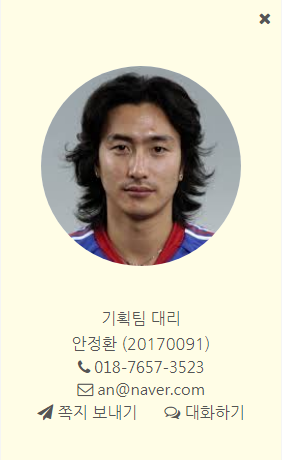 기획팀 대리
안정환 (20170091)
018-7657-3523
an@naver.com
쪽지 보내기 대화하기